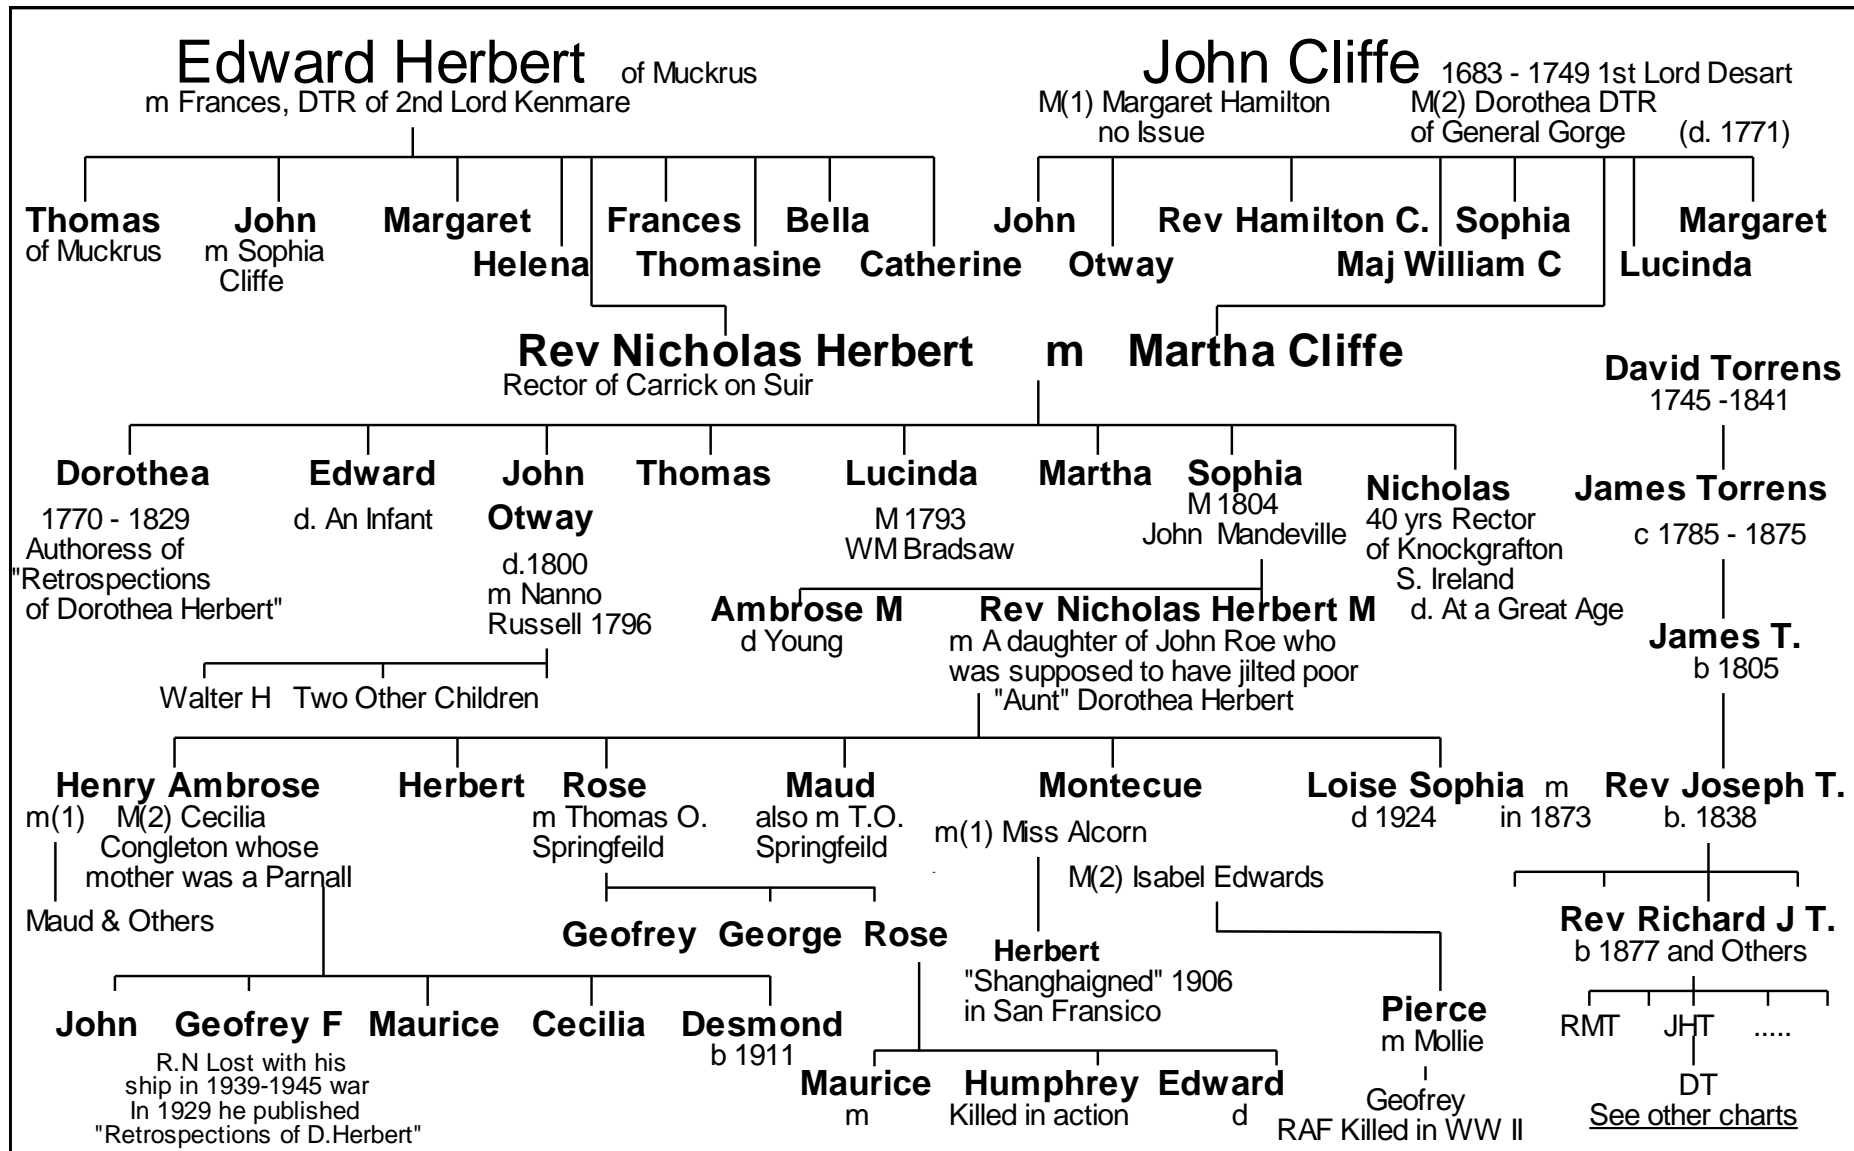 Edward Herbert of Muckrus
m Frances, DTR of 2nd Lord Kenmare
John Cliffe 1683 - 1749 1st Lord Desart
M(1) Margaret Hamilton
no Issue
M(2) Dorothea DTR
of General Gorge (d. 1771)
Thomas
of Muckrus
John
m Sophia
Cliffe
Margaret
Helena
Frances
Thomasine
Bella
Catherine
John
Otway
Rev Hamilton C.
Maj William C
Sophia
Lucinda
Margaret
Rev Nicholas Herbert m Martha Cliffe
Rector of Carrick on Suir
David Torrens
1745 -1841
Dorothea
1770 - 1829
Authoress of
"Retrospections
of Dorothea Herbert"
Edward
d. An Infant
John
Otway
d.1800
m Nanno
Russell 1796
Thomas
Lucinda
M 1793
WM Bradsaw
Martha
Sophia
M 1804
John Mandeville
Nicholas
40 yrs Rector
of Knockgrafton
S. Ireland
d. At a Great Age
James Torrens
c 1785 - 1875
Ambrose M
d Young
Rev Nicholas Herbert M
m A daughter of John Roe who
was supposed to have jilted poor
"Aunt" Dorothea Herbert
James T.
b 1805
Walter H Two Other Children
Henry Ambrose
m(1) M(2) Cecilia
Congleton whose
mother was a Parnall
Maud & Others
Herbert
Rose
m Thomas O.
Springfeild
Maud
also m T.O.
Springfeild
Montecue
m(1) Miss Alcorn
M(2) Isabel Edwards
Loise Sophia m Rev Joseph T.
d 1924 in 1873 b. 1838
Geofrey George Rose
Herbert
"Shanghaigned" 1906
in San Fransico
Rev Richard J T.
b 1877 and Others
John
Geofrey F
R.N Lost with his
ship in 1939-1945 war
In 1929 he published
"Retrospections of D.Herbert"
Maurice
Cecilia
Desmond
b 1911
Pierce
m Mollie
Geofrey
RAF Killed in WW II
RMT JHT .....
Maurice
m
Humphrey
Killed in action
Edward
d
DT
See other charts